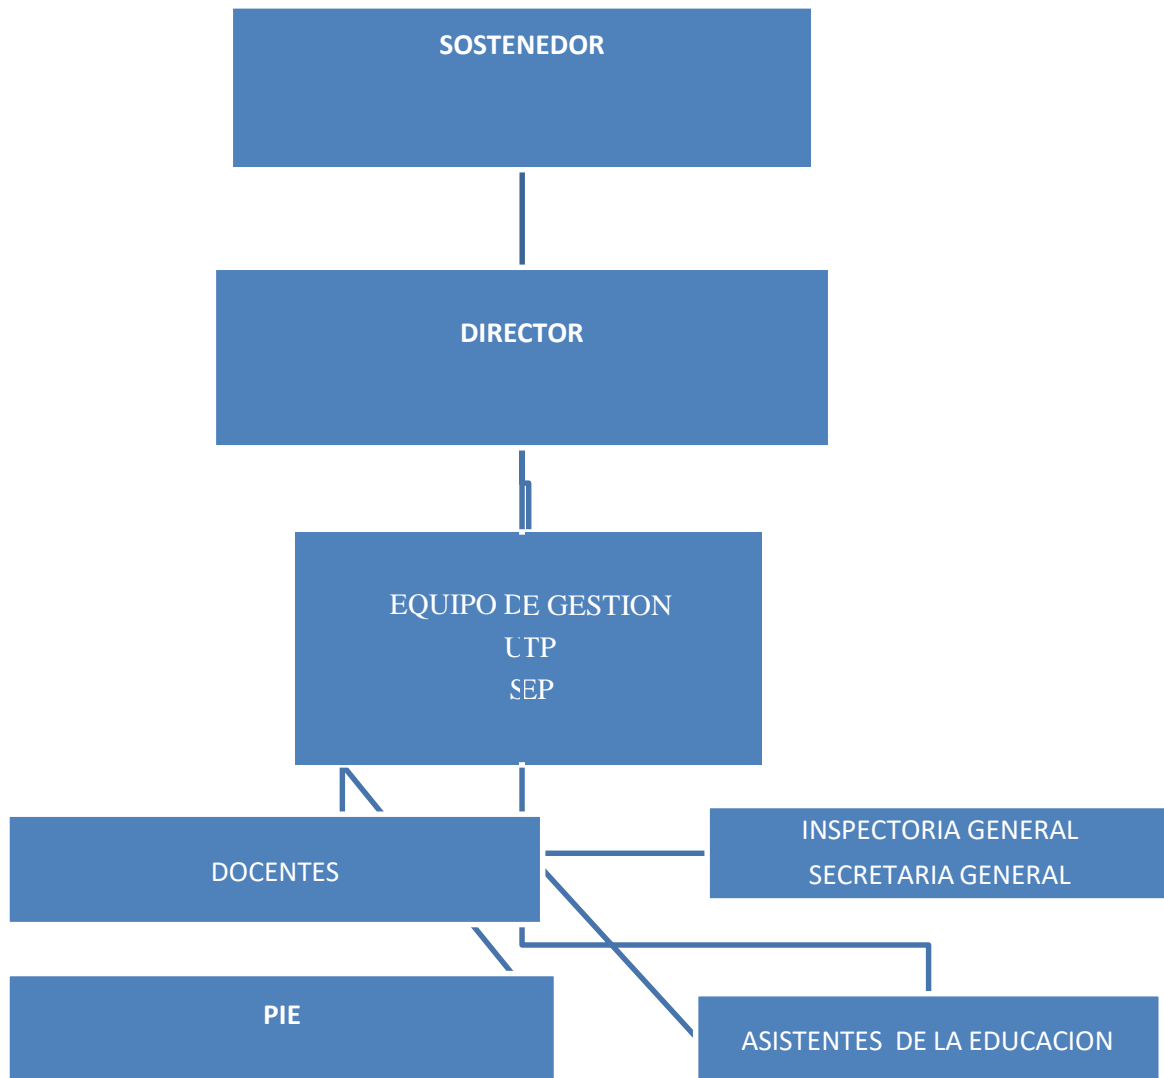 SOSTENEDOR
DIRECTOR
EQUIPO DE GESTION
UTP
SEP
DOCENTES
INSPECTORIA GENERAL
SECRETARIA GENERAL
PIE
ASISTENTES DE LA EDUCACION